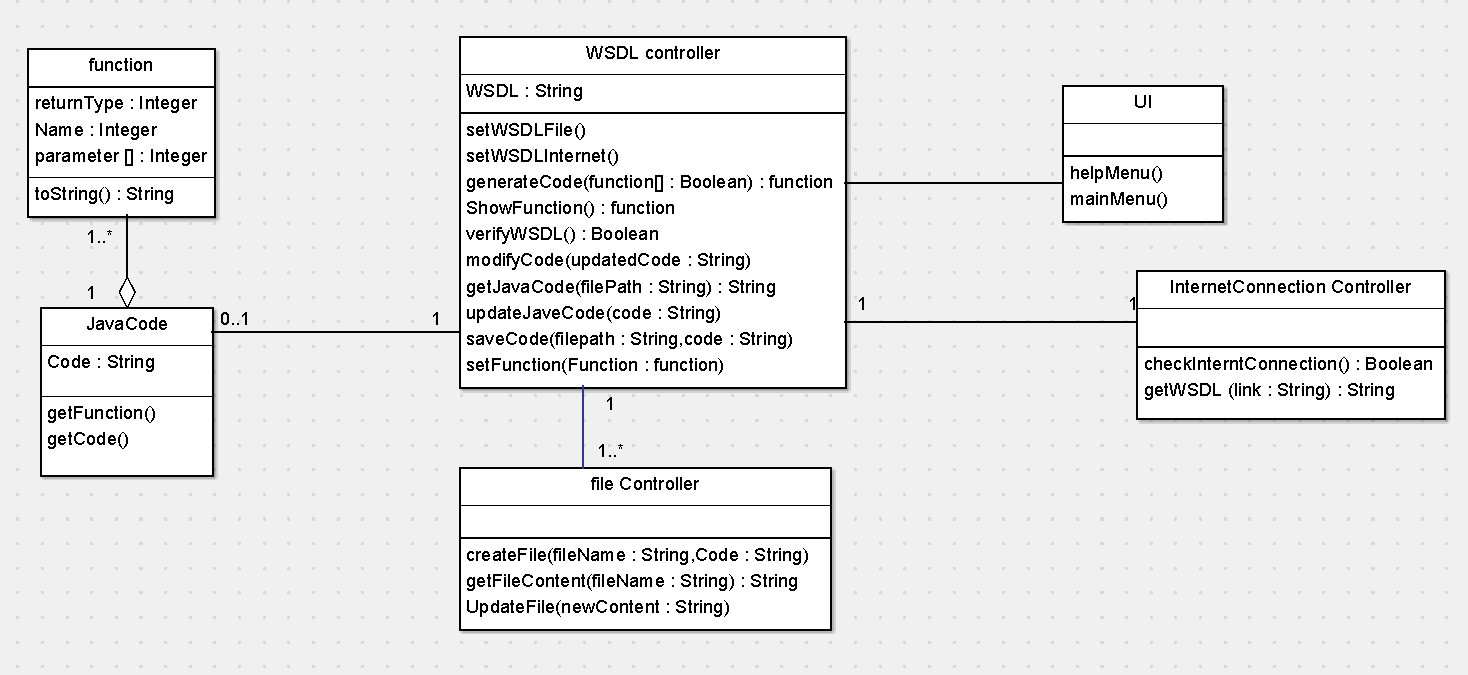 function
returnType : Integer
Name : Integer
parameter [] : Integer
toString() : String
1..*
1
JavaCode
Code : String
getFunction()
getCode()
0..1
1
WSDL controller
WSDL : String
setWSDLFile()
setWSDLInternet()
generateCode(function[] : Boolean) : function
ShowFunction() : function
verifyWSDL() : Boolean
modifyCode(updatedCode : String)
getJavaCode(filePath : String) : String
updateJaveCode(code : String)
saveCode(filepath : String,code : String)
setFunction(Function : function)
1
1..*
file Controller
createFile(fileName : String,Code : String)
getFileContent(fileName : String) : String
UpdateFile(newContent : String)
UI
helpMenu()
mainMenu()
1
1
InternetConnection Controller
checkInterntConnection() : Boolean
getWSDL (link : String) : String